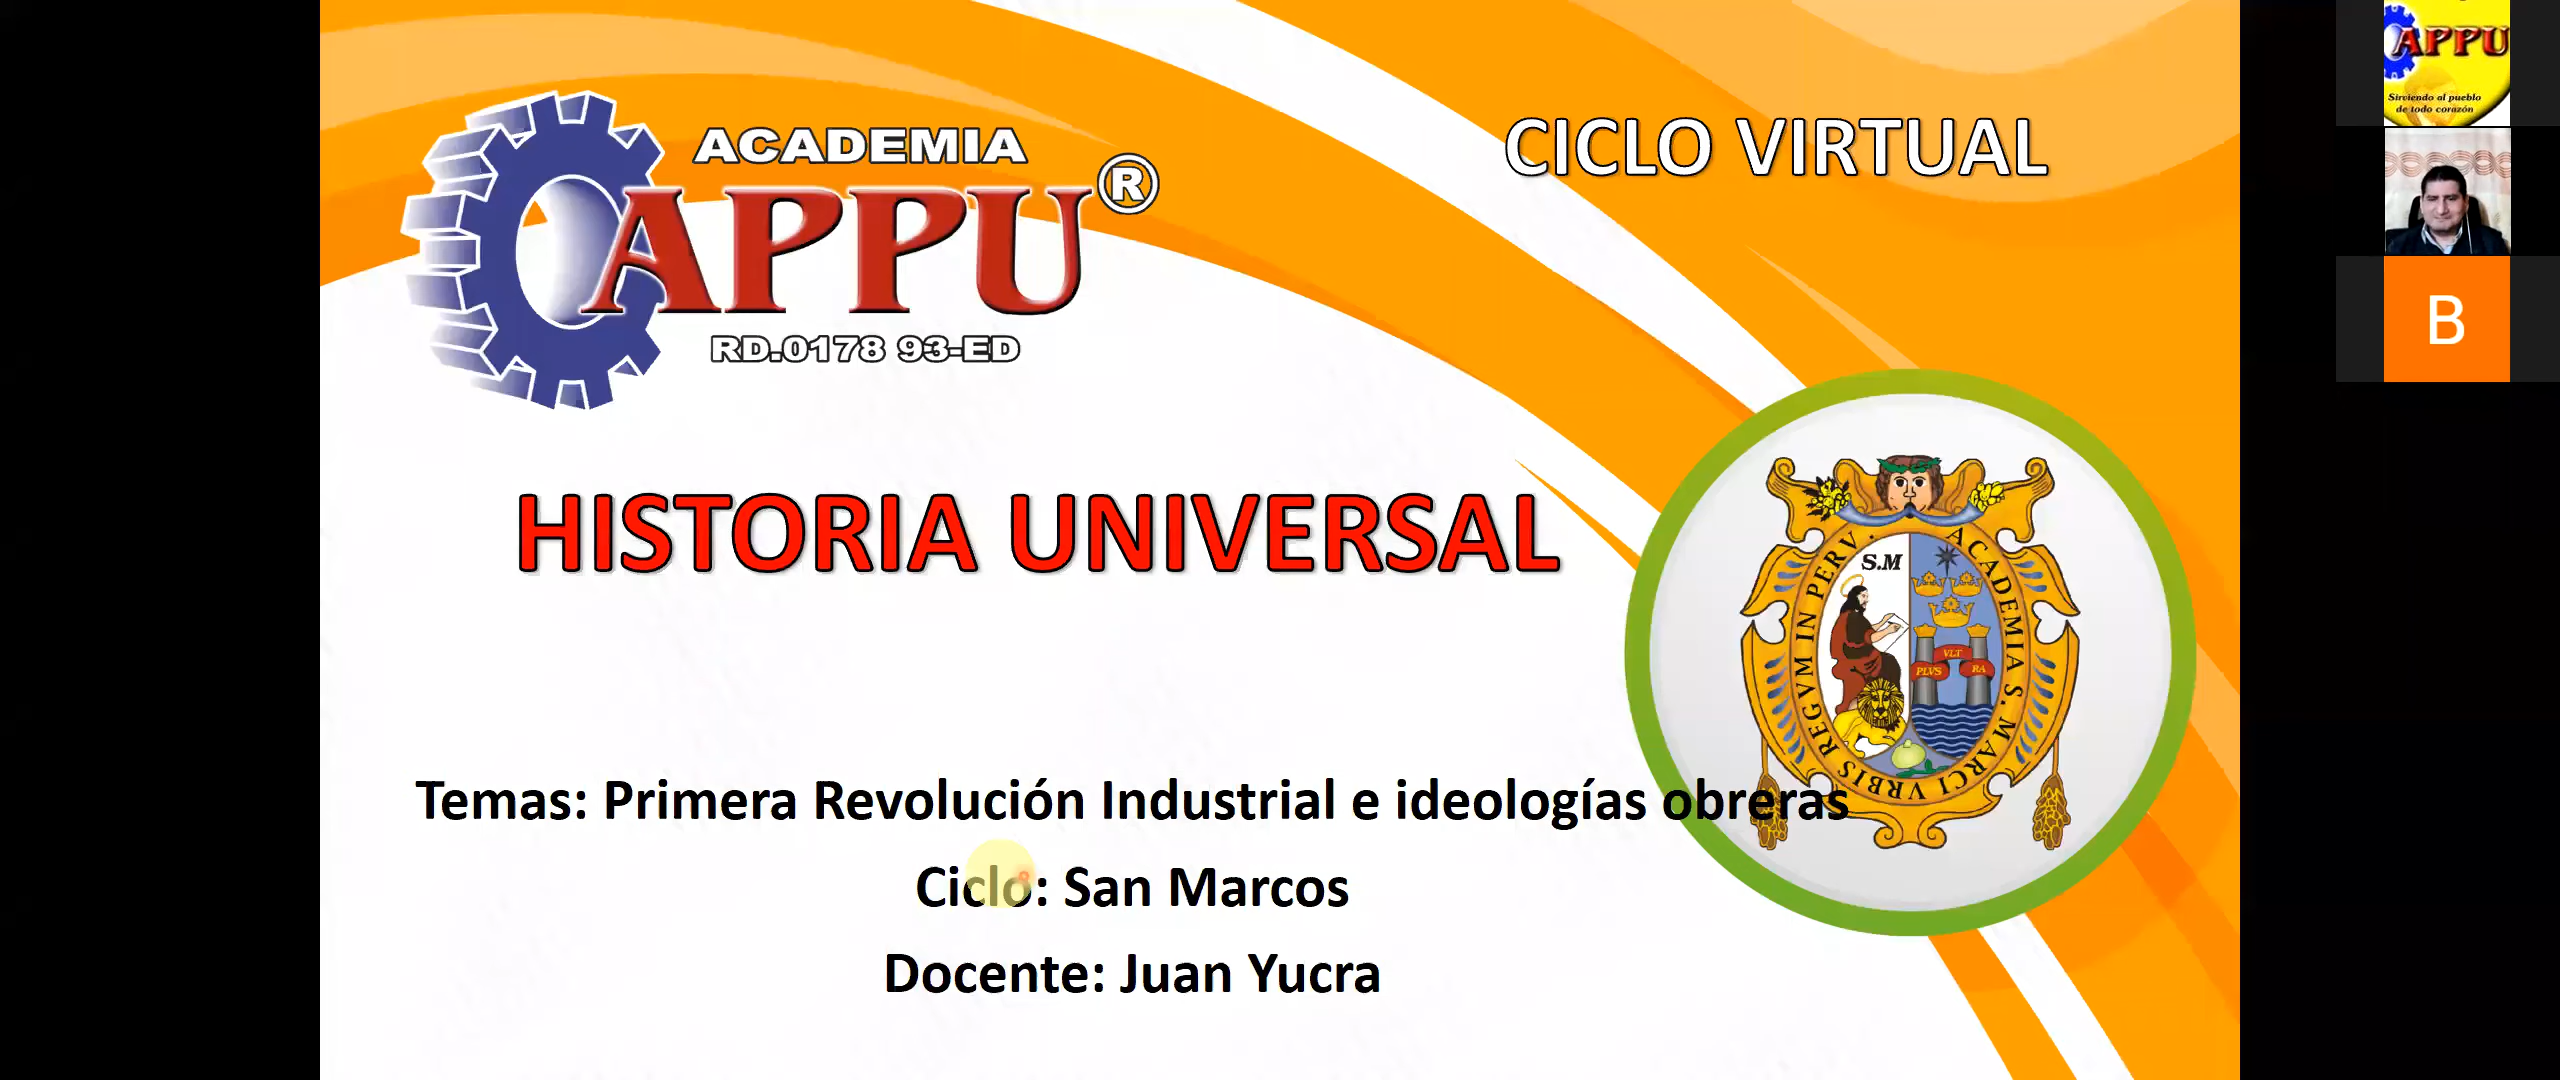 ACADEMIA
APPU®
RD.0178 93-ED
CICLO VIRTUAL
HISTORIA UNIVERSAL
ACADEMIA S. MARCI VRBIS REGVM IN PERV.
S.M
PLVS VLT RA
Temas: Primera Revolución Industrial e ideologías obreras
Ciclo: San Marcos
Docente: Juan Yucra
APPU
Sirviendo al pueblo
de todo corazón
B